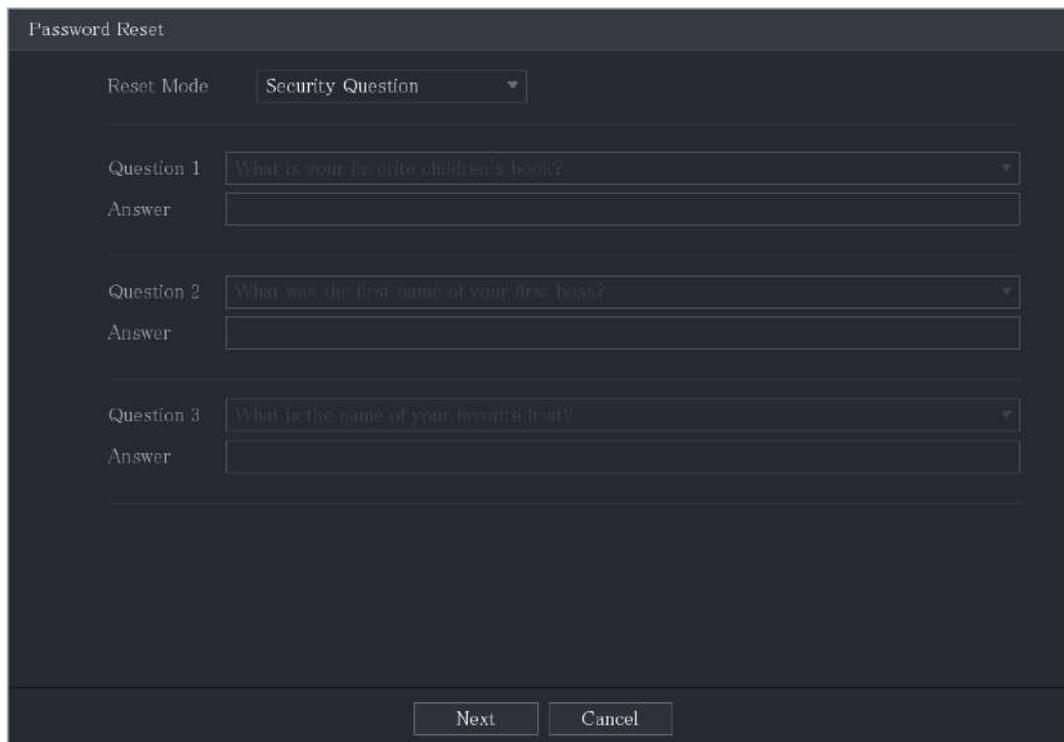 Password Reset
Reset Mode Security Question
Question 1 What is your favorite children's book?
Answer
Question 2 What was the first name of your first boss?
Answer
Question 3 What is the name of your favorite fruit?
Answer
Next Cancel